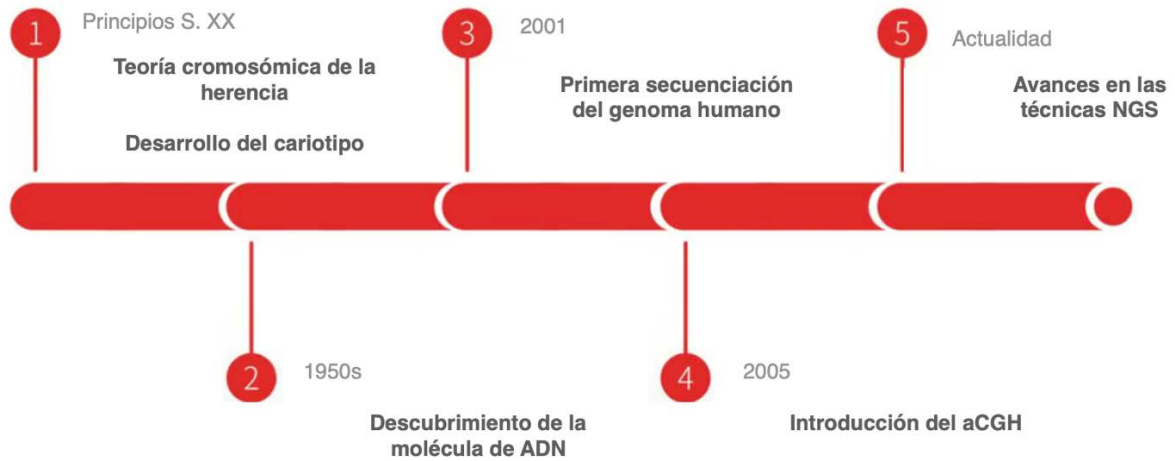 1
Principios S. XX
Teoría cromosómica de la
herencia
Desarrollo del cariotipo
2
1950s
Descubrimiento de la
molécula de ADN
3
2001
Primera secuenciación
del genoma humano
4
2005
Introducción del aCGH
5
Actualidad
Avances en las
técnicas NGS